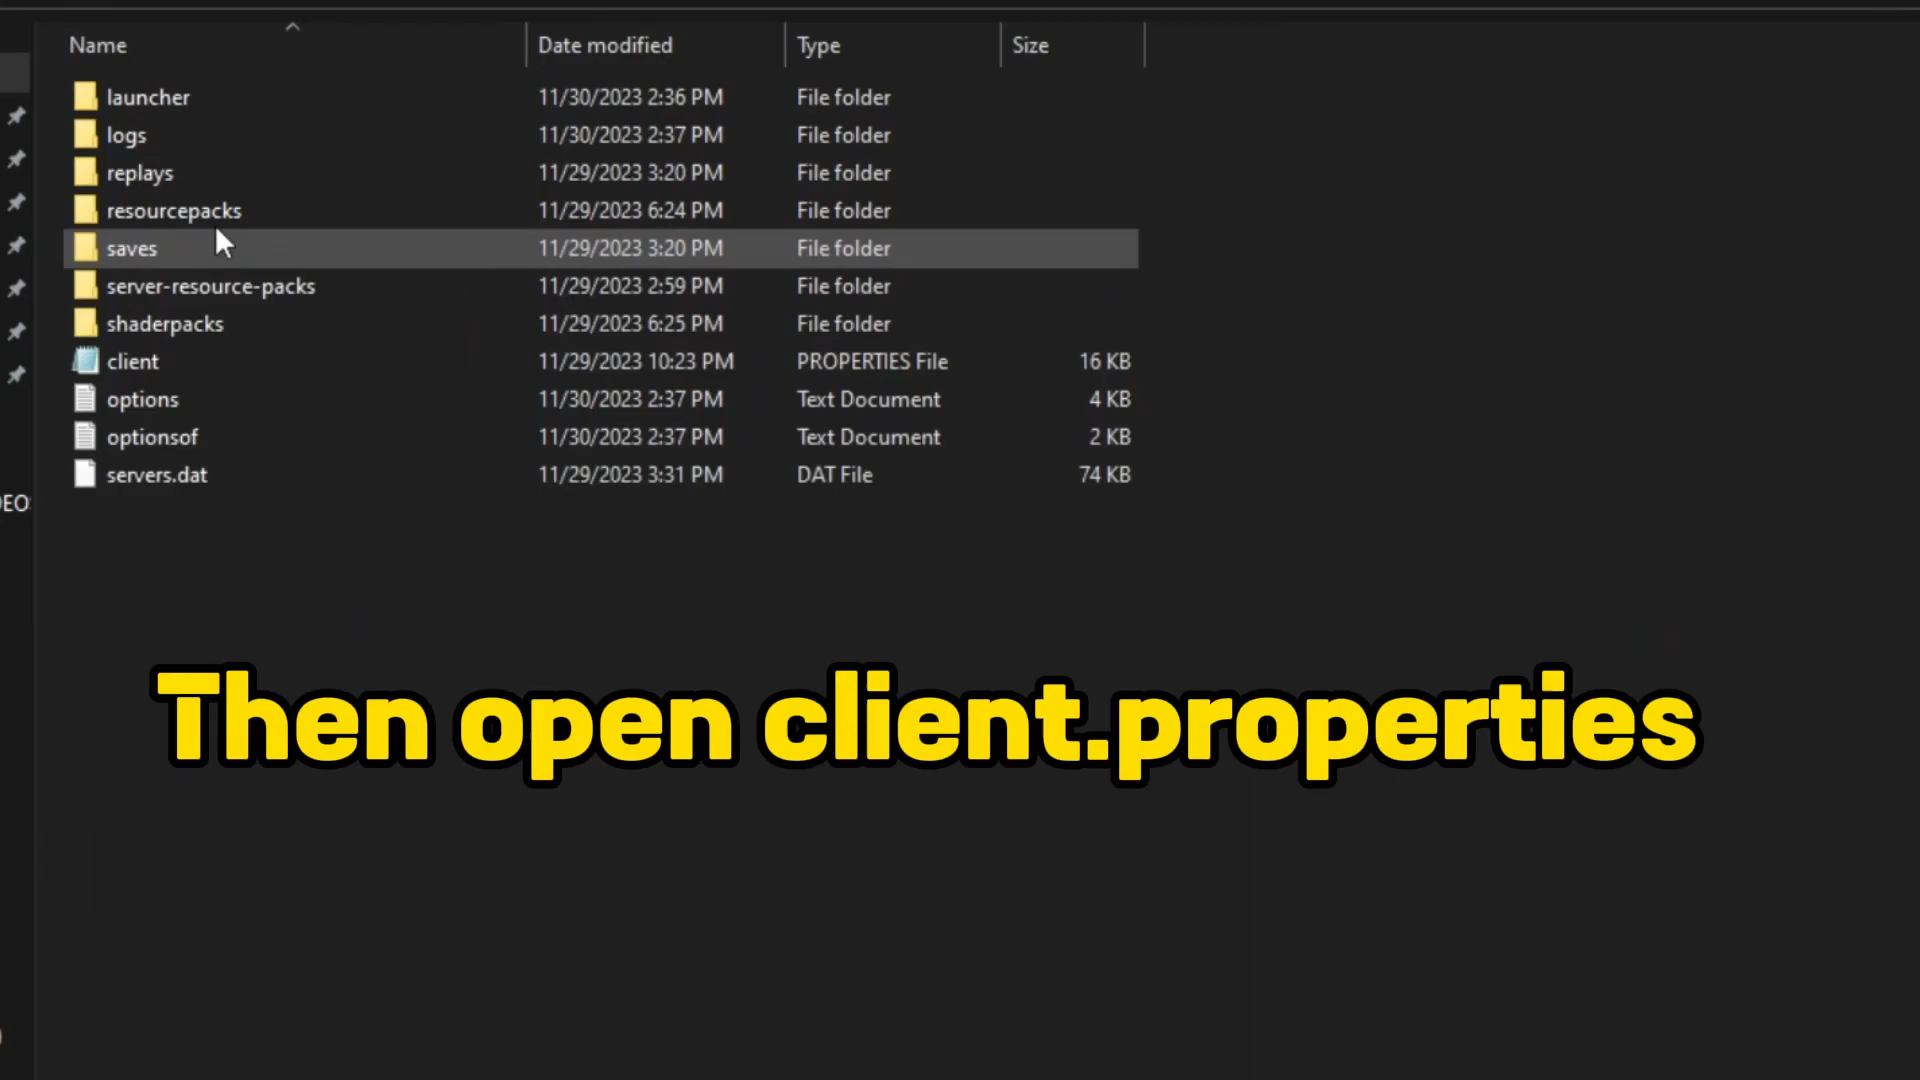 Name Date modified Type Size
launcher 11/30/2023 2:36 PM File folder
logs 11/30/2023 2:37 PM File folder
replays 11/29/2023 3:20 PM File folder
resourcepacks 11/29/2023 6:24 PM File folder
saves 11/29/2023 3:20 PM File folder
server-resource-packs 11/29/2023 2:59 PM File folder
shaderpacks 11/29/2023 6:25 PM File folder
client 11/29/2023 10:23 PM PROPERTIES File 16 KB
options 11/30/2023 2:37 PM Text Document 4 KB
optionsof 11/30/2023 2:37 PM Text Document 2 KB
servers.dat 11/29/2023 3:31 PM DAT File 74 KB
Then open client.properties